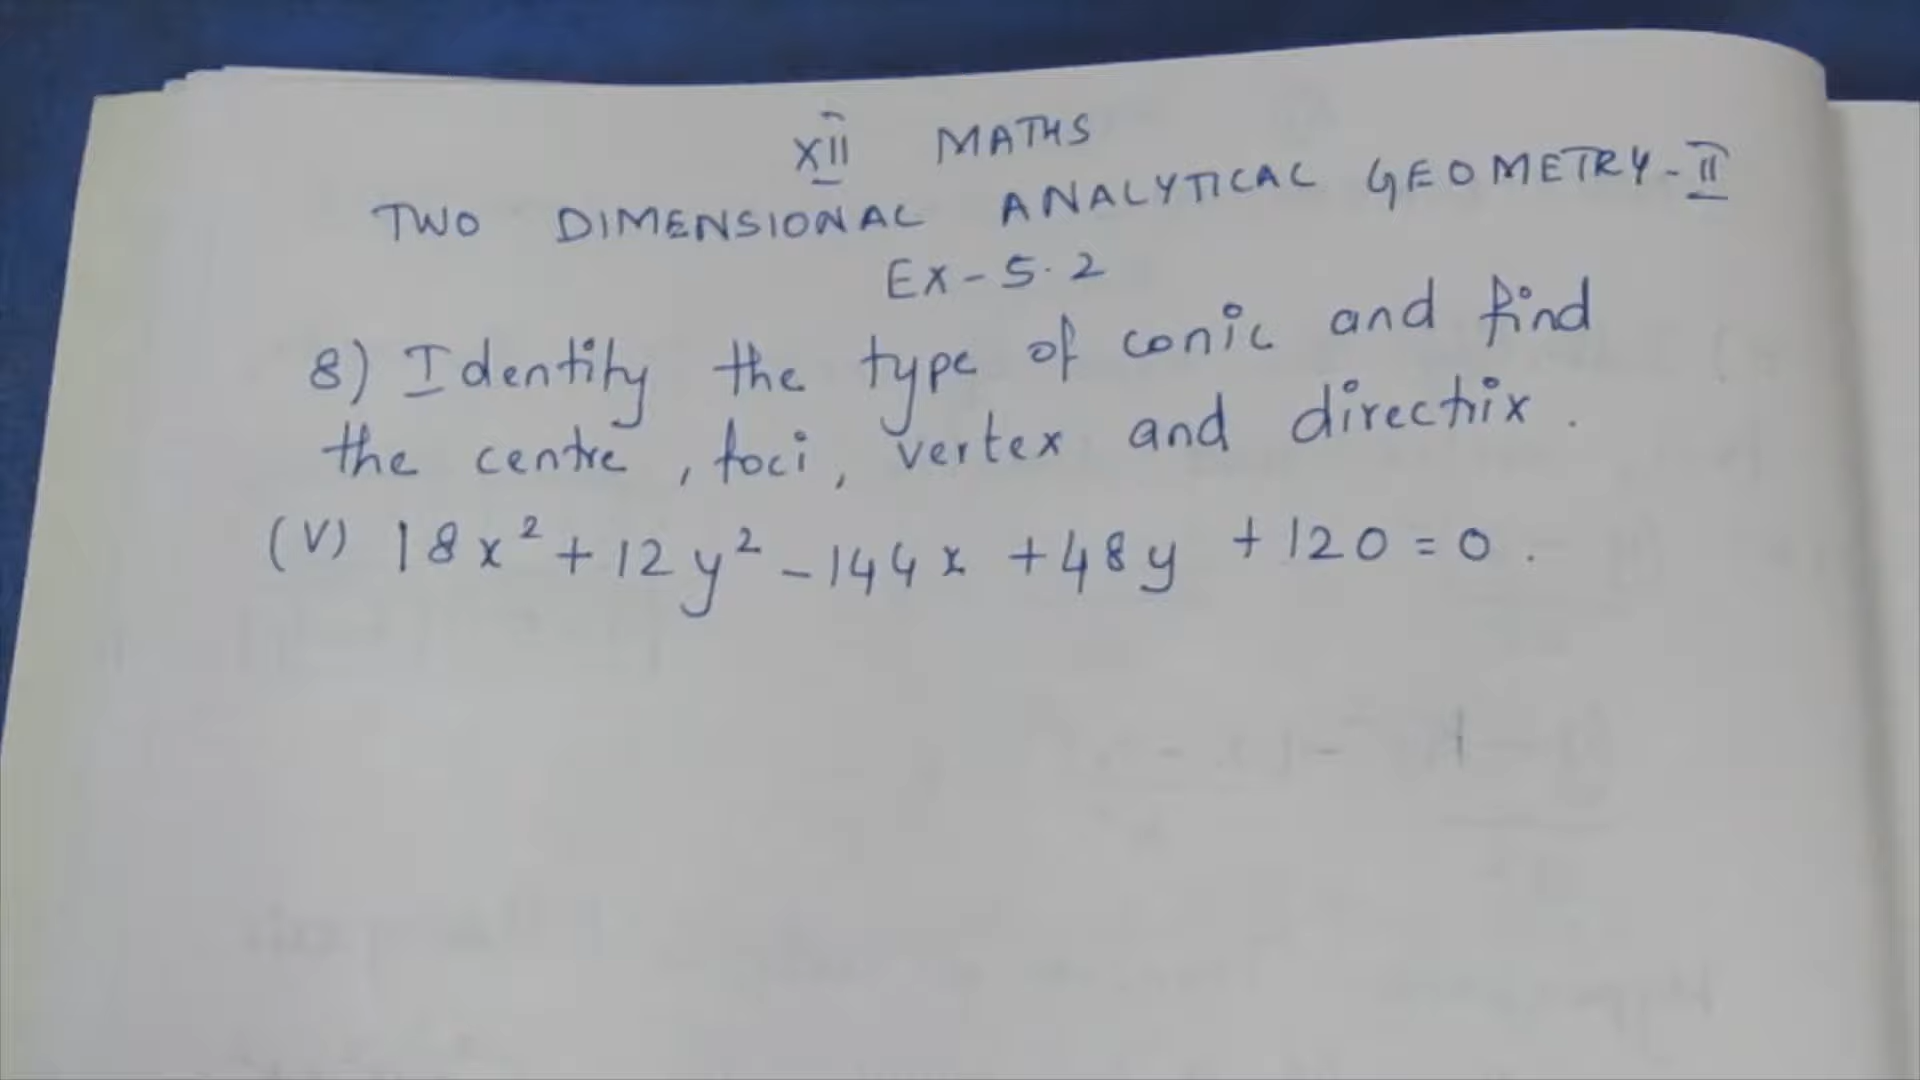 XII MATHS
TWO DIMENSIONAL ANALYTICAL GEOMETRY-II
EX-5.2
8) Identify the type of conic and find
the centre, foci, vertex and directrix.
(V) 18x² + 12y² - 144x + 48y + 120 = 0.